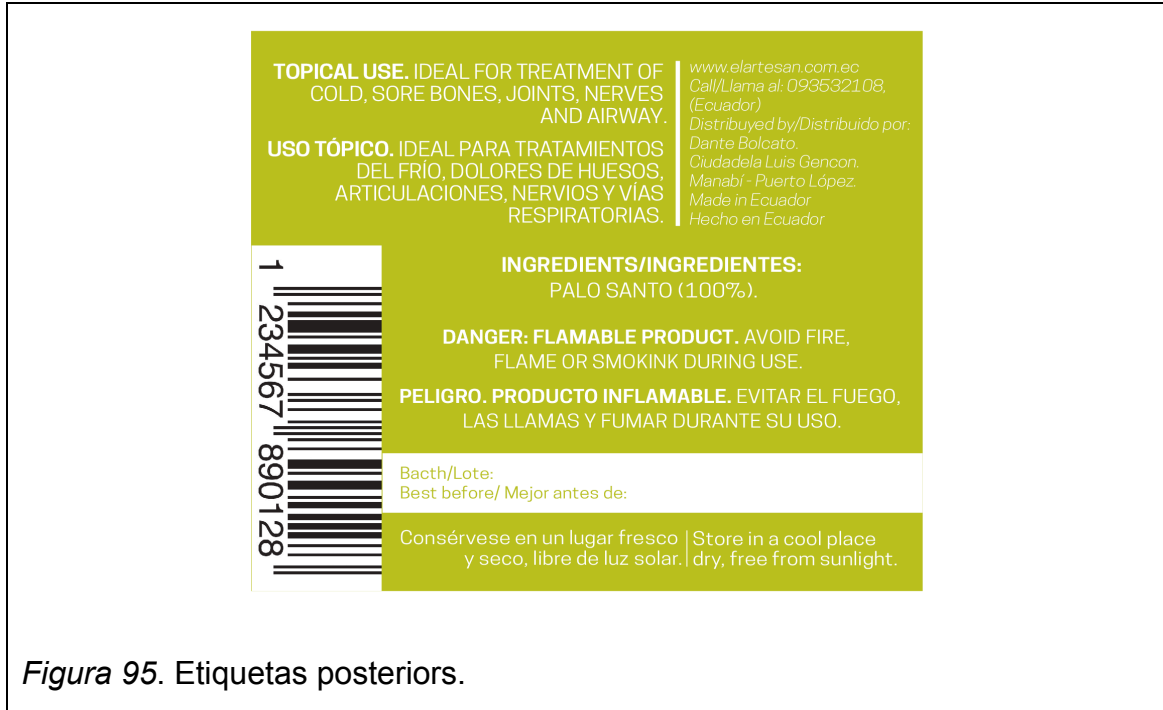 TOPICAL USE. IDEAL FOR TREATMENT OF
COLD, SORE BONES, JOINTS, NERVES
AND AIRWAY.
USO TÓPICO. IDEAL PARA TRATAMIENTOS
DEL FRÍO, DOLORES DE HUESOS,
ARTICULACIONES, NERVIOS Y VÍAS
RESPIRATORIAS.
www.elartesan.com.ec
Call/Llama al: 093532108,
(Ecuador)
Distribuyed by/Distribuido por:
Dante Bolcato.
Ciudadela Luis Gencon.
Manabí - Puerto López.
Made in Ecuador
Hecho en Ecuador
1 234567 890128
INGREDIENTS/INGREDIENTES:
PALO SANTO (100%).
DANGER: FLAMABLE PRODUCT. AVOID FIRE,
FLAME OR SMOKINK DURING USE.
PELIGRO. PRODUCTO INFLAMABLE. EVITAR EL FUEGO,
LAS LLAMAS Y FUMAR DURANTE SU USO.
Bacth/Lote:
Best before/ Mejor antes de:
Consérvese en un lugar fresco
y seco, libre de luz solar.
Store in a cool place
dry, free from sunlight.
Figura 95. Etiquetas posteriors.